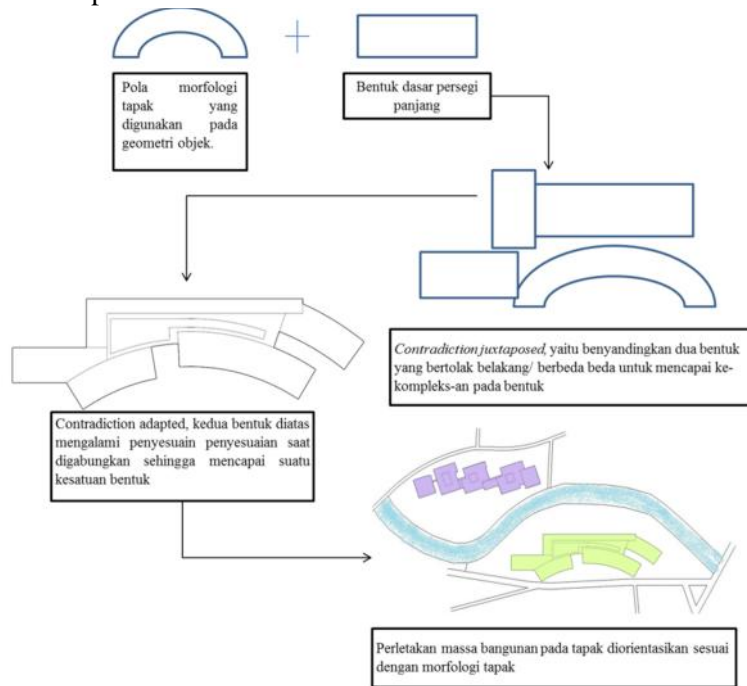 Pola morfologi
tapak yang
digunakan pada
geometri objek.
Bentuk dasar persegi
panjang
Contradiction juxtaposed, yaitu benyandingkan dua bentuk
yang bertolak belakang/ berbeda beda untuk mencapai ke-
kompleks-an pada bentuk
Contradiction adapted, kedua bentuk diatas
mengalami penyesuain penyesuaian saat
digabungkan sehingga mencapai suatu
kesatuan bentuk
Perletakan massa bangunan pada tapak diorientasikan sesuai
dengan morfologi tapak